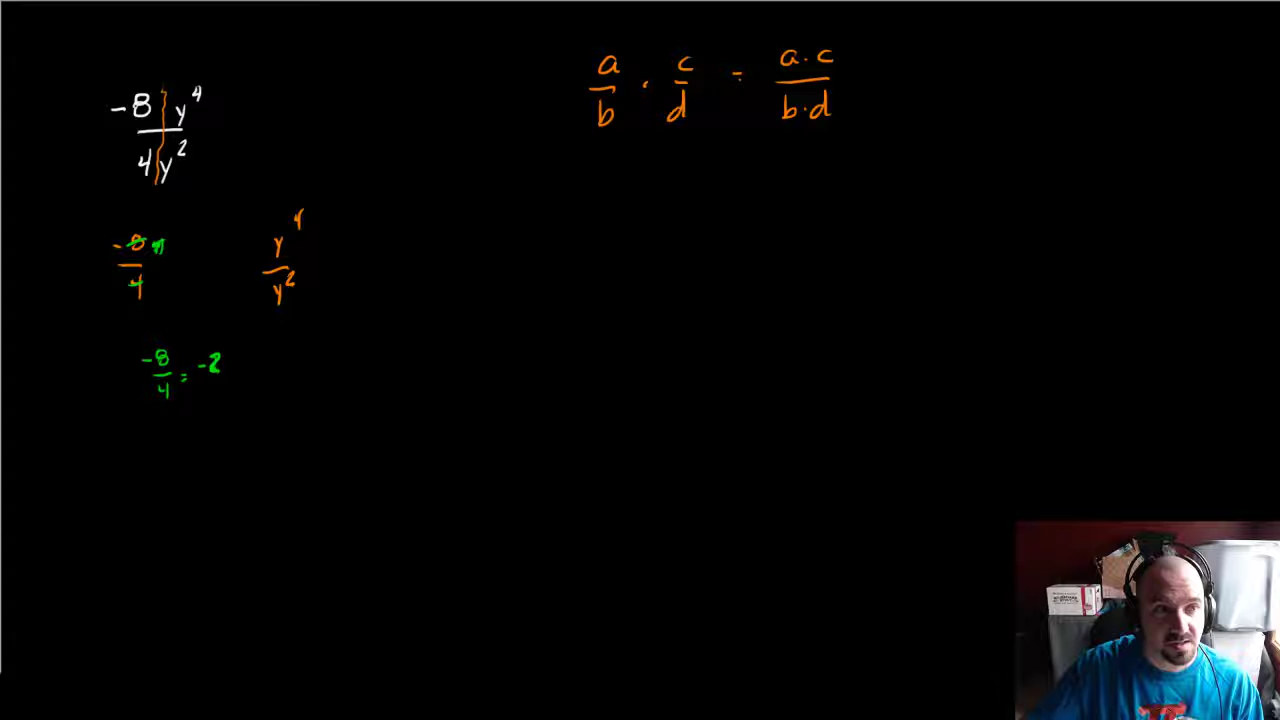 -8 y⁴
4 y²
a/b · c/d = a·c/b·d
-8/4
y⁴/y²
-8/4 = -2